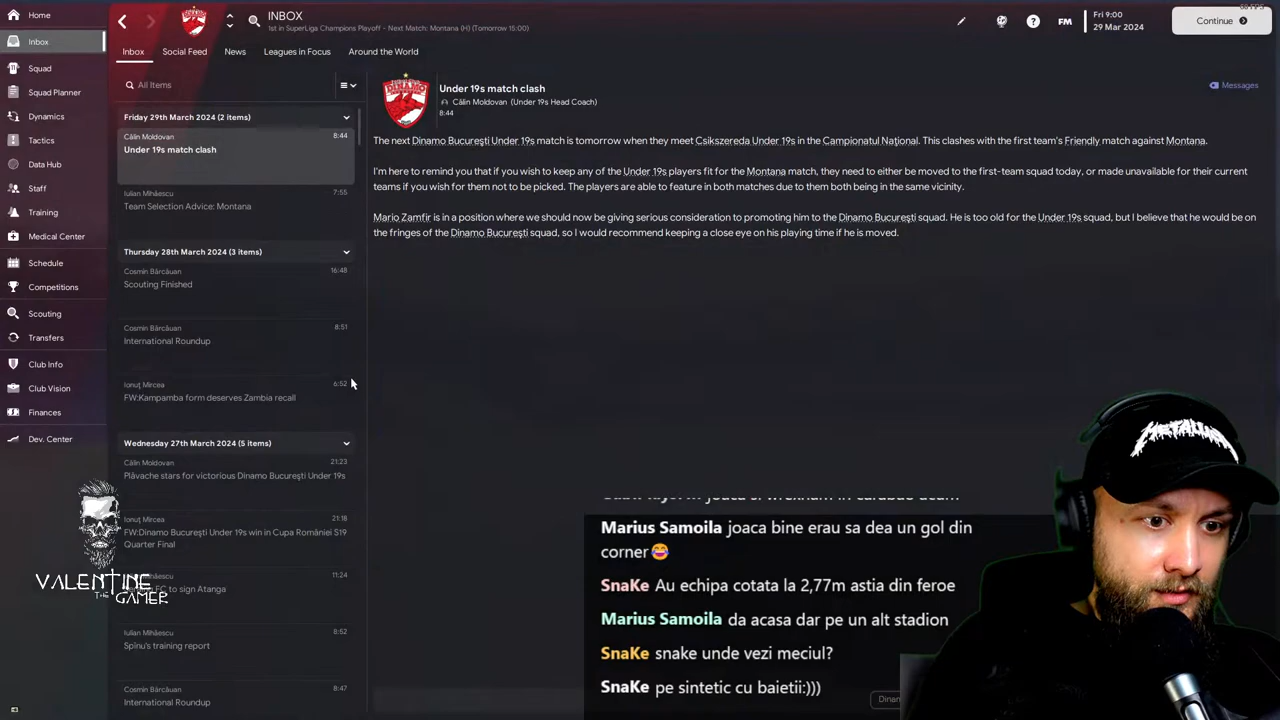 Home
Inbox
Squad
Squad Planner
Dynamics
Tactics
Data Hub
Staff
Training
Medical Center
Schedule
Competitions
Scouting
Transfers
Club Info
Club Vision
Finances
Dev. Center
VALENTINE
THE GAMER
INBOX
1st in SuperLiga Champions Playoff - Next Match: Montana (H) (Tomorrow 15:00)
FM
Fri 9:00
29 Mar 2024
Continue
Inbox
Social Feed
News
Leagues in Focus
Around the World
All Items
Friday 29th March 2024 (2 items)
Călin Moldovan
8:44
Under 19s match clash
Iulian Mihăescu
7:55
Team Selection Advice: Montana
Thursday 28th March 2024 (3 items)
Cosmin Bărcăuan
16:48
Scouting Finished
Cosmin Bărcăuan
8:51
International Roundup
Ionuț Mircea
6:52
FW:Kampamba form deserves Zambia recall
Wednesday 27th March 2024 (5 items)
Călin Moldovan
21:23
Plăvache stars for victorious Dinamo București Under 19s
Ionuț Mircea
21:18
FW:Dinamo București Under 19s win in Cupa României S19
Quarter Final
Iulian Mihăescu
11:24
FC to sign Atanga
Iulian Mihăescu
8:52
Spînu's training report
Cosmin Bărcăuan
8:47
International Roundup
Under 19s match clash
Călin Moldovan (Under 19s Head Coach)
8:44
Messages
The next Dinamo București Under 19s match is tomorrow when they meet Csikszereda Under 19s in the Campionatul Național. This clashes with the first team's Friendly match against Montana.
I'm here to remind you that if you wish to keep any of the Under 19s players fit for the Montana match, they need to either be moved to the first-team squad today, or made unavailable for their current
teams if you wish for them not to be picked. The players are able to feature in both matches due to them both being in the same vicinity.
Mario Zamfir is in a position where we should now be giving serious consideration to promoting him to the Dinamo București squad. He is too old for the Under 19s squad, but I believe that he would be on
the fringes of the Dinamo București squad, so I would recommend keeping a close eye on his playing time if he is moved.
METALLICA
Marius Samoila joaca bine erau sa dea un gol din
corner😂
SnaKe Au echipa cotata la 2,77m astia din feroe
Marius Samoila da acasa dar pe un alt stadion
SnaKe snake unde vezi meciul?
SnaKe pe sintetic cu baietii:)))